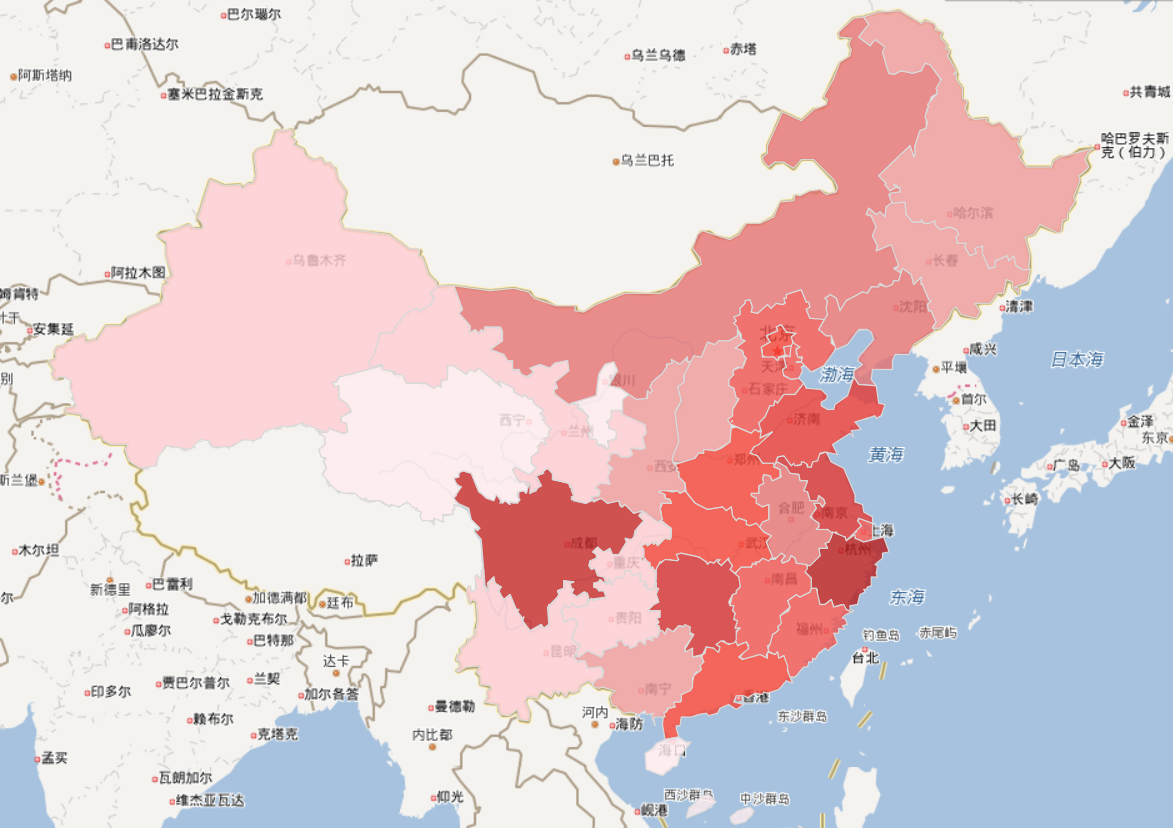 巴尔瑙尔
巴甫洛达尔
乌兰乌德
赤塔
阿斯塔纳
塞米巴拉金斯克
共青城
哈巴罗夫斯
克（伯力）
乌兰巴托
哈尔滨
乌鲁木齐
长春
阿拉木图
姆肯特
什干
沈阳
清津
安集延
北京
咸兴
日本海
平壤
天津
渤海
别
银川
石家庄
首尔
西宁
济南
金泽
大田
兰州
东京
黄海
郑州
广岛
大阪
西安
斯兰堡
长崎
合肥
南京
上海
成都
武汉
杭州
木尔坦
拉萨
重庆
南昌
新德里
巴雷利
东海
尔
加德满都
廷布
阿格拉
戈勒克布尔
贵阳
瓜廖尔
福州
赤尾屿
钓鱼岛
巴特那
昆明
台北
达卡
兰契
贾巴尔普尔
印多尔
加尔各答
南宁
香港
曼德勒
河内
东沙群岛
赖布尔
海防
克塔克
内比都
海口
孟买
瓦朗加尔
西沙群岛
仰光
中沙群岛
维杰亚瓦达
岘港